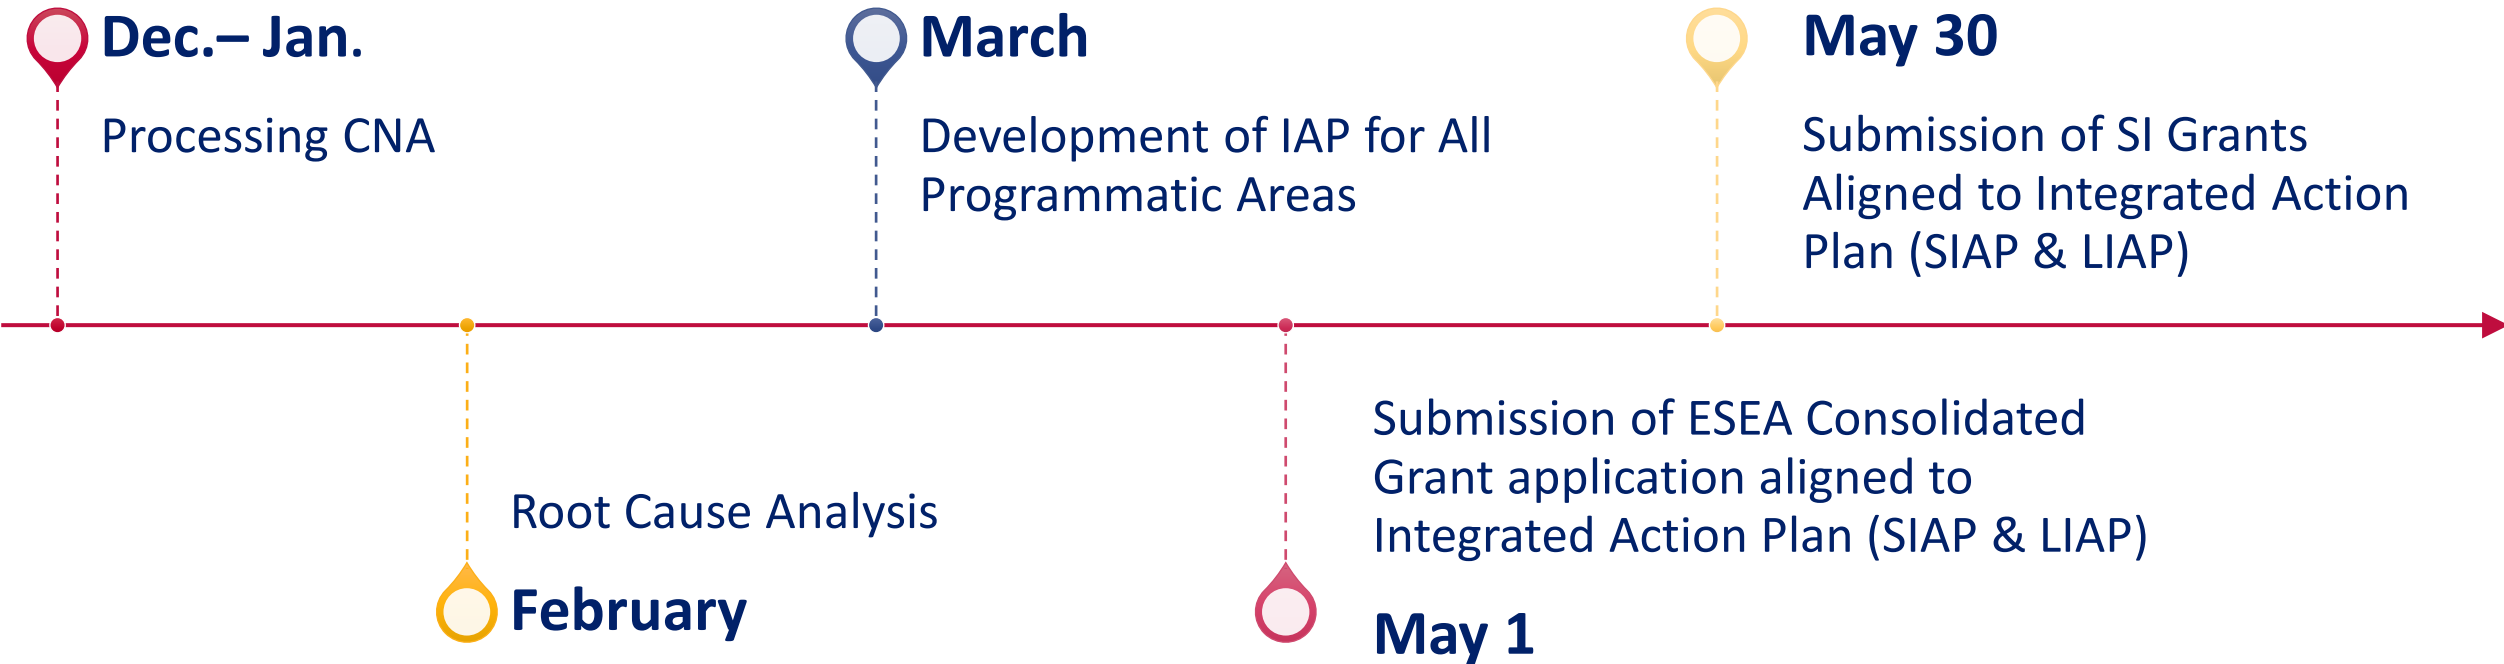 Dec.– Jan.
Processing CNA
Root Cause Analysis
February
March
Development of IAP for All
Programmatic Areas
Submission of ESEA Consolidated
Grant application aligned to
Integrated Action Plan (SIAP & LIAP)
May 1
May 30
Submission of SI Grants
Aligned to Integrated Action
Plan (SIAP & LIAP)